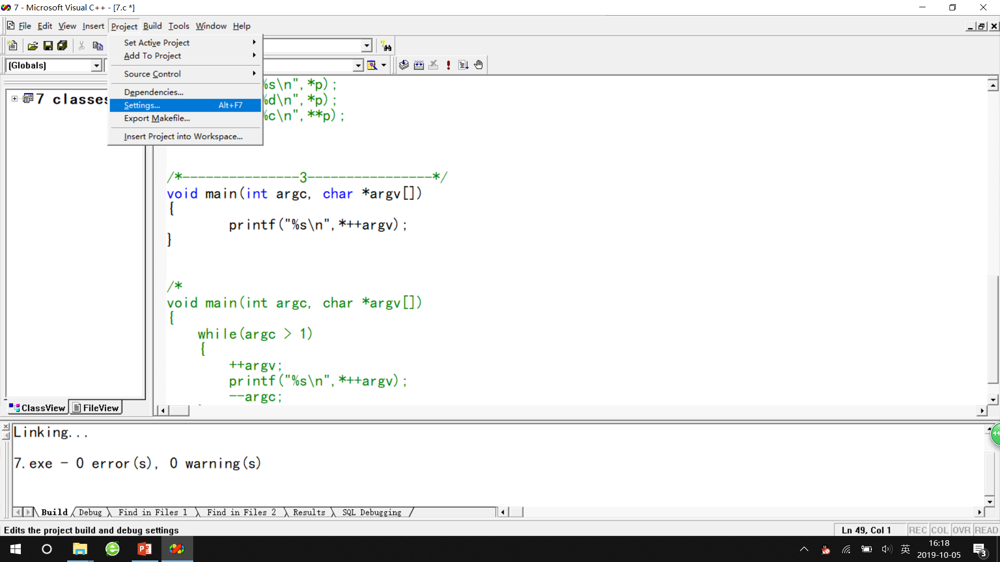 7 - Microsoft Visual C++ - [7.c *]
File Edit View Insert Project Build Tools Window Help
Set Active Project
Add To Project
Source Control
Dependencies...
Settings... Alt+F7
Export Makefile...
Insert Project into Workspace...
(Globals)
7 classes
%s\n",*p);
%d\n",*p);
%c\n",**p);
/*---------------3----------------*/
void main(int argc, char *argv[])
{
printf("%s\n",*++argv);
}
/*
void main(int argc, char *argv[])
{
while(argc > 1)
{
++argv;
printf("%s\n",*++argv);
--argc;
ClassView FileView
Linking...
7.exe - 0 error(s), 0 warning(s)
44
Build Debug Find in Files 1 Find in Files 2 Results SQL Debugging
Edits the project build and debug settings
Ln 49, Col 1 REC COL OVR READ
英
16:18
2019-10-05
3